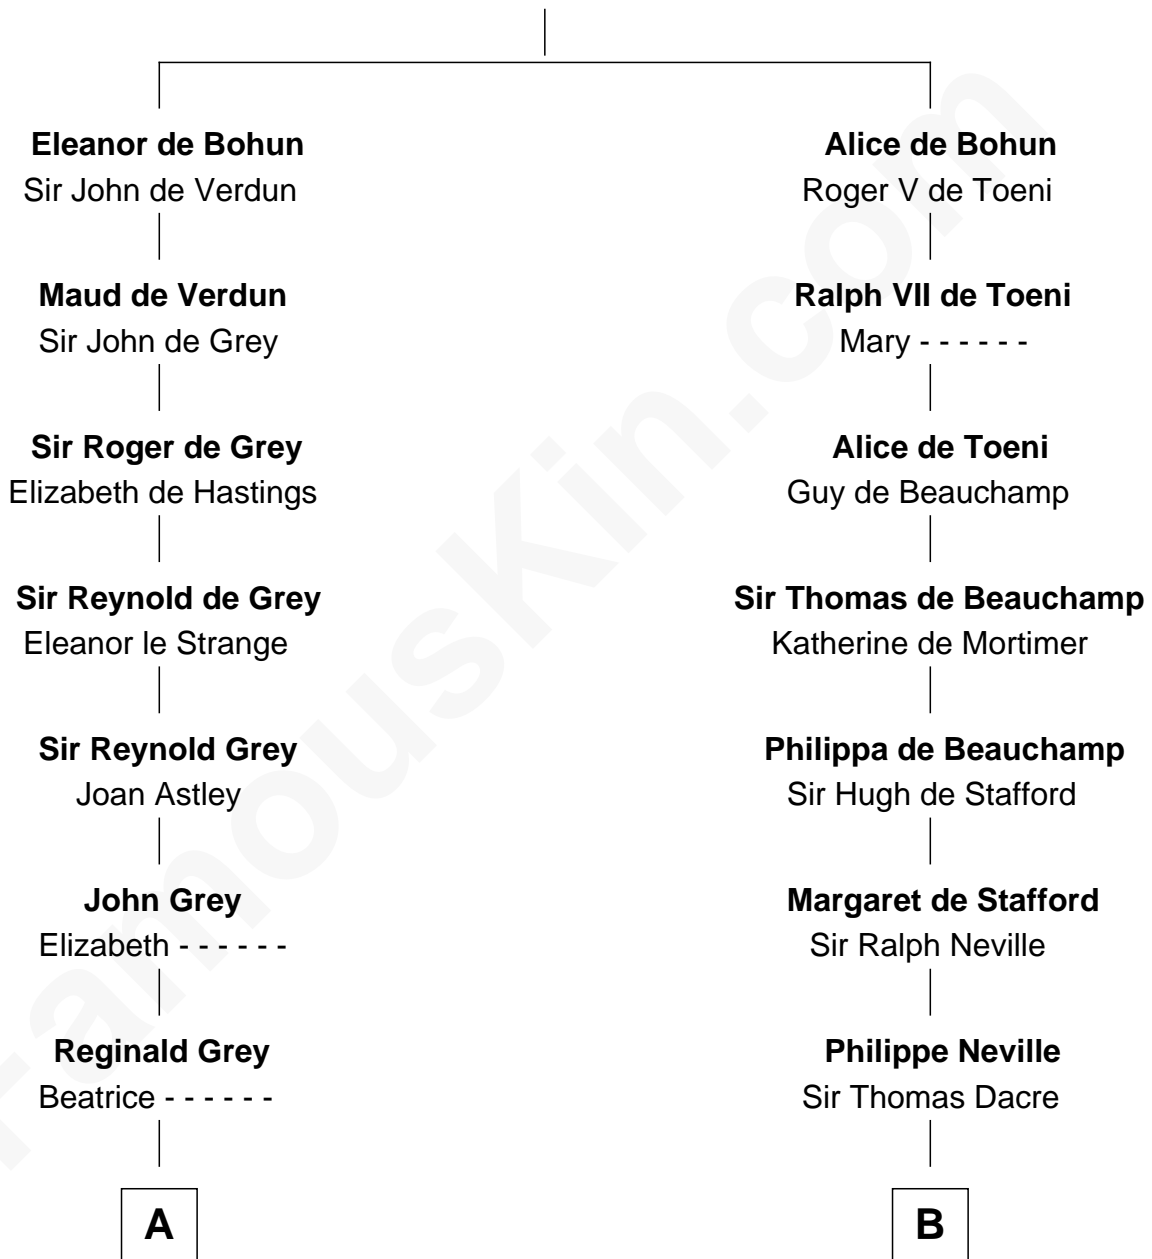 Eleanor de Bohun
Sir John de Verdun
Maud de Verdun
Sir John de Grey
Sir Roger de Grey
Elizabeth de Hastings
Sir Reynold de Grey
Eleanor le Strange
Sir Reynold Grey
Joan Astley
John Grey
Elizabeth - - - - - -
Reginald Grey
Beatrice - - - - - -
A
Alice de Bohun
Roger V de Toeni
Ralph VII de Toeni
Mary - - - - - -
Alice de Toeni
Guy de Beauchamp
Sir Thomas de Beauchamp
Katherine de Mortimer
Philippa de Beauchamp
Sir Hugh de Stafford
Margaret de Stafford
Sir Ralph Neville
Philippe Neville
Sir Thomas Dacre
B
FamousKin.com